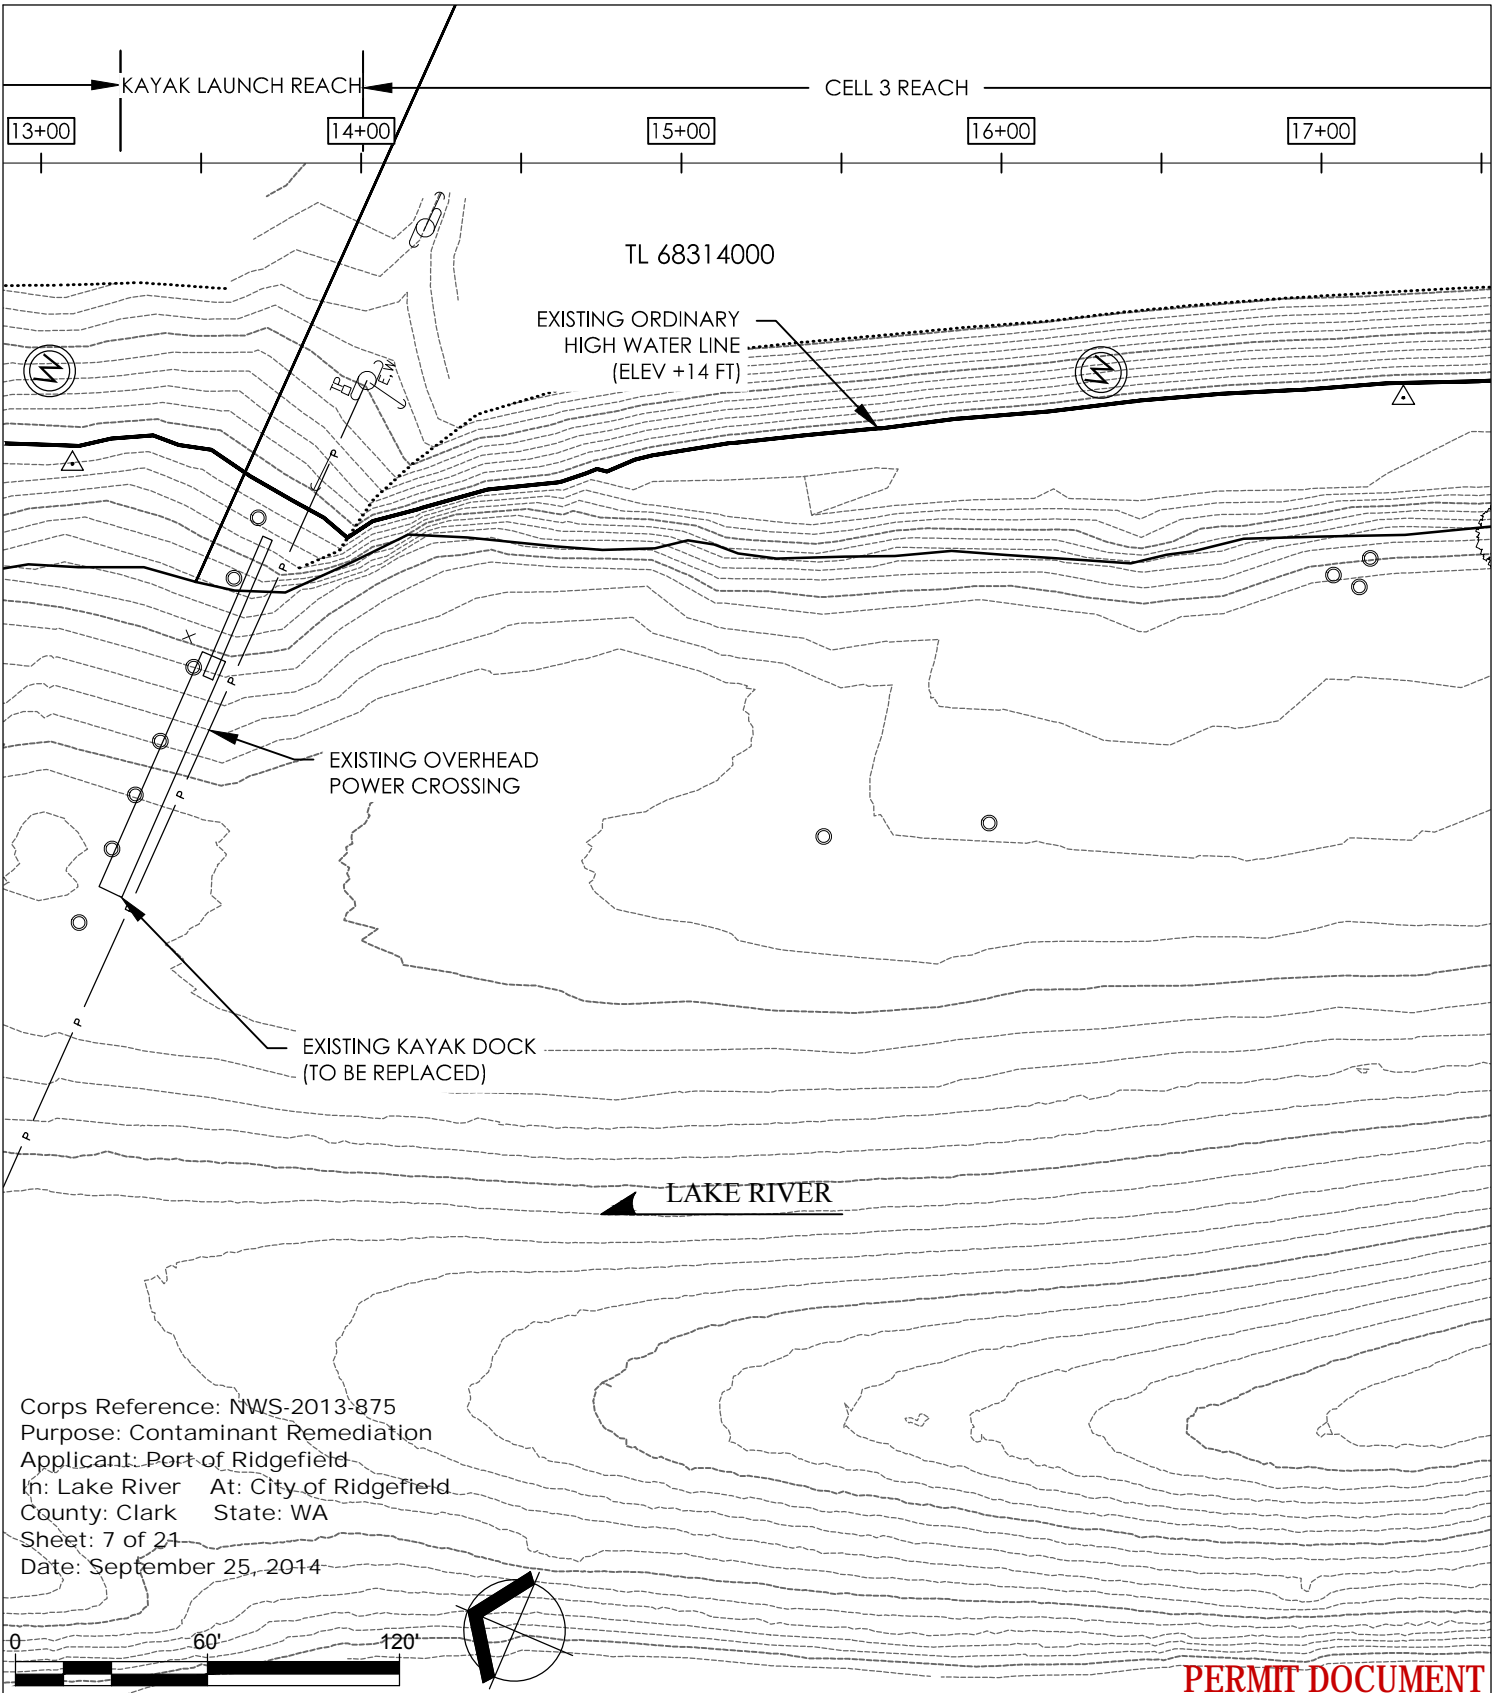 KAYAK LAUNCH REACH
CELL 3 REACH
13+00
14+00
15+00
16+00
17+00
TL 68314000
EXISTING ORDINARY
HIGH WATER LINE
(ELEV +14 FT)
W
W
TP
E,W
P
P
P
P
X
EXISTING OVERHEAD
POWER CROSSING
P
P
P
EXISTING KAYAK DOCK
(TO BE REPLACED)
LAKE RIVER
Corps Reference: NWS-2013-875
Purpose: Contaminant Remediation
Applicant: Port of Ridgefield
In: Lake River At: City of Ridgefield
County: Clark State: WA
Sheet: 7 of 21
Date: September 25, 2014
0 60' 120'
PERMIT DOCUMENT